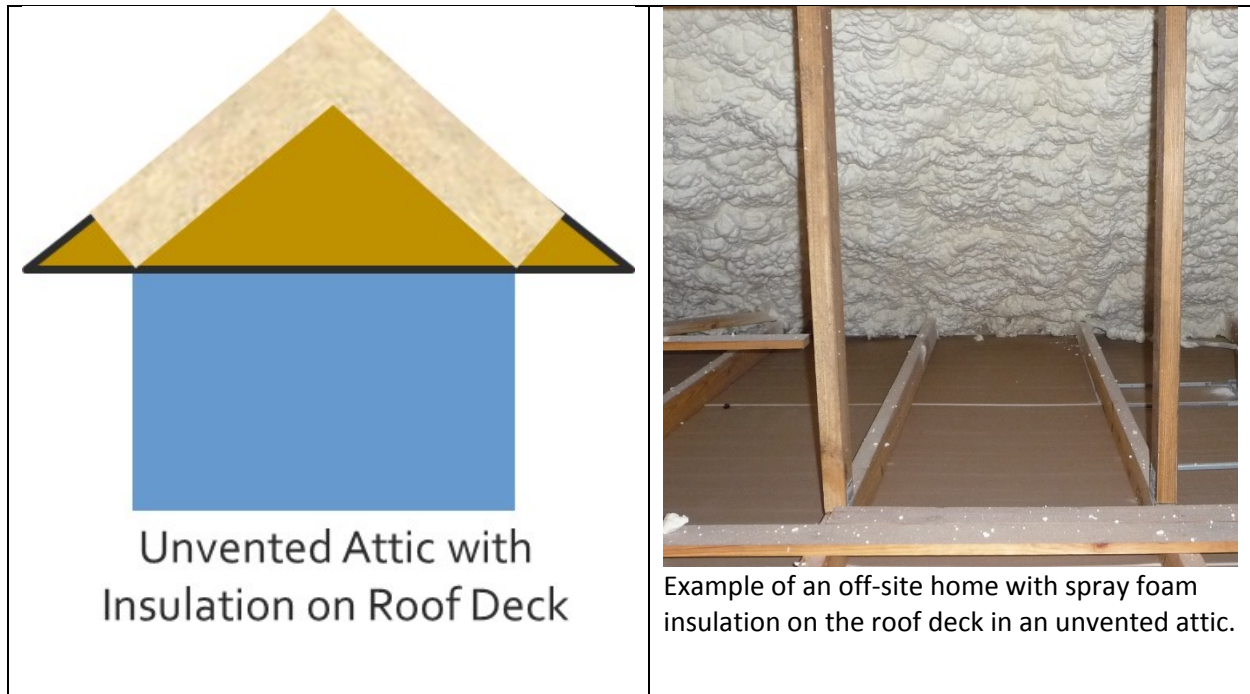 Unvented Attic with
Insulation on Roof Deck
Example of an off-site home with spray foam
insulation on the roof deck in an unvented attic.